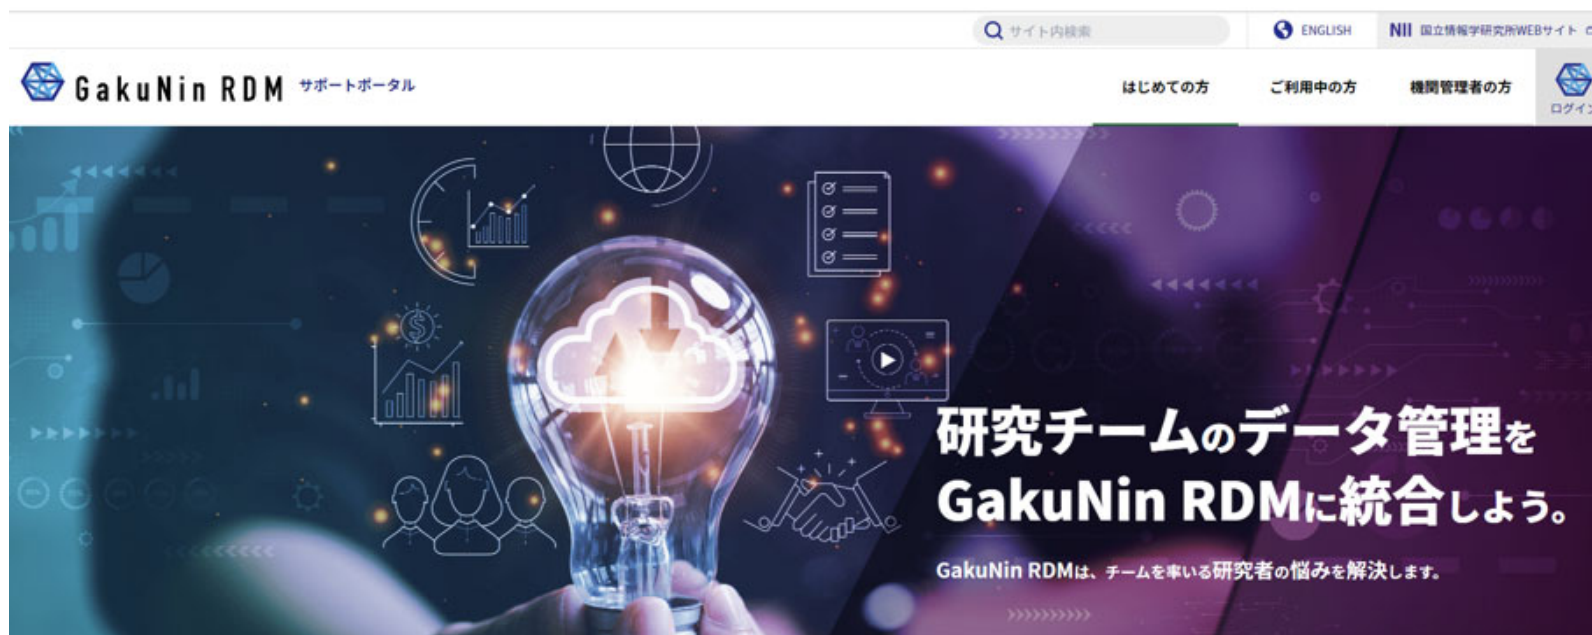 サイト内検索
ENGLISH
NII 国立情報学研究所WEBサイト
GakuNin RDM サポートポータル
はじめての方
ご利用中の方
機関管理者の方
ログイン
研究チームのデータ管理を
GakuNin RDMに統合しよう。
GakuNin RDMは、チームを率いる研究者の悩みを解決します。